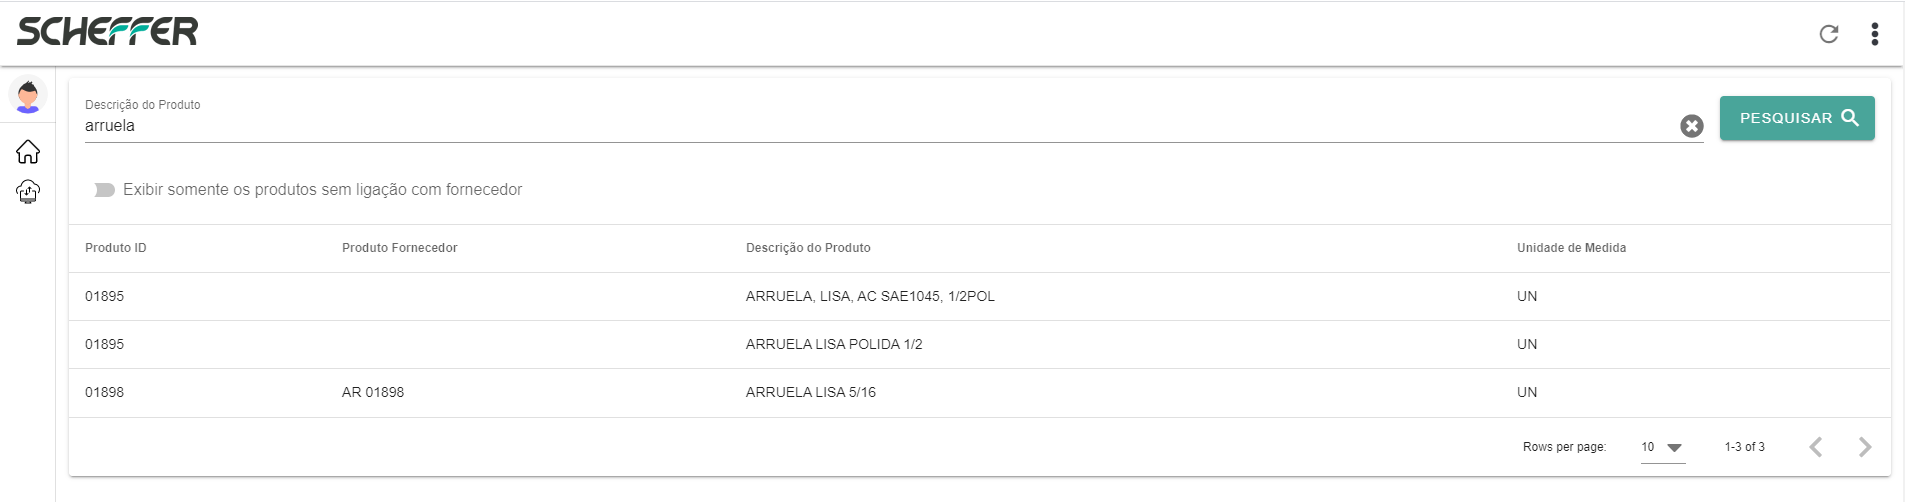 SCHEFFER
Descrição do Produto
arruela
PESQUISAR
Exibir somente os produtos sem ligação com fornecedor
Produto ID Produto Fornecedor Descrição do Produto Unidade de Medida
01895 ARRUELA, LISA, AC SAE1045, 1/2POL UN
01895 ARRUELA LISA POLIDA 1/2 UN
01898 AR 01898 ARRUELA LISA 5/16 UN
Rows per page: 10 1-3 of 3